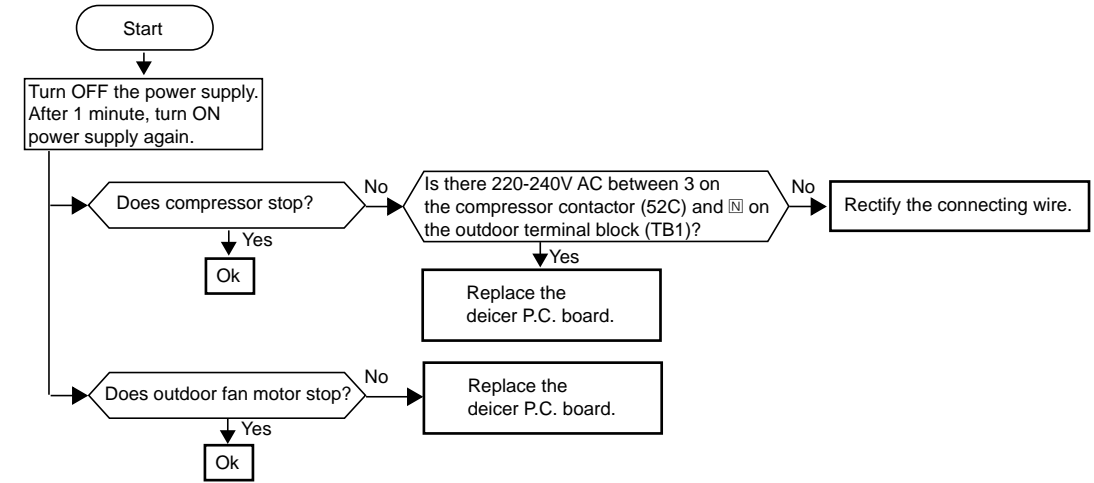 Start
Turn OFF the power supply.
After 1 minute, turn ON
power supply again.
Does compressor stop?
No
Is there 220-240V AC between 3 on
the compressor contactor (52C) and 🄽 on
the outdoor terminal block (TB1)?
No
Rectify the connecting wire.
Yes
Ok
Yes
Replace the
deicer P.C. board.
Does outdoor fan motor stop?
No
Replace the
deicer P.C. board.
Yes
Ok